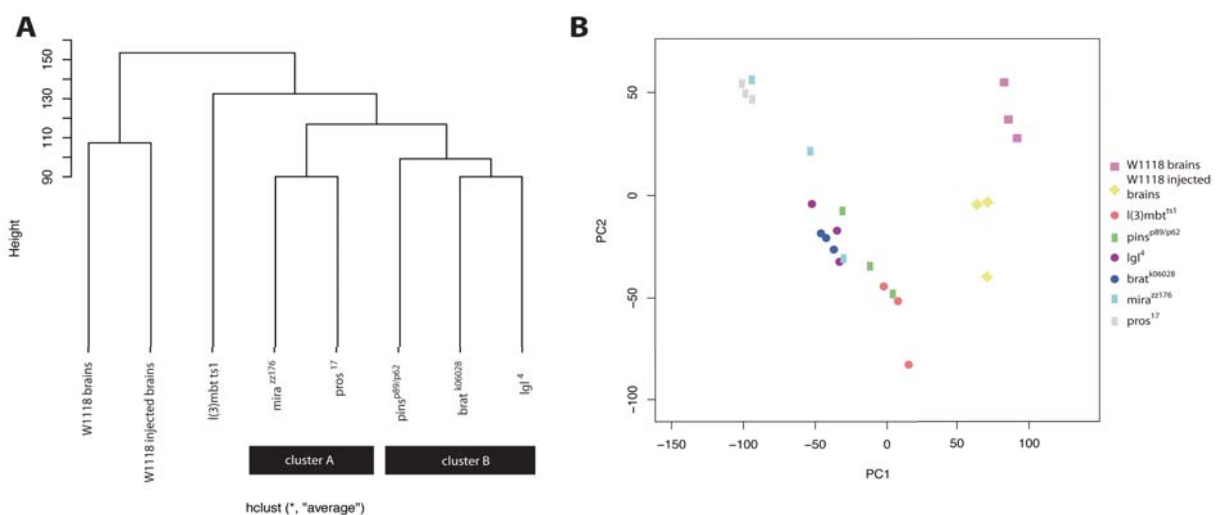 A
Height
150
130
110
90
W1118 brains
W1118 injected brains
l(3)mbt ts1
mira zz176
pros 17
pins p89/p62
brat k06028
lgl 4
cluster A
cluster B
hclust (*, "average")
B
PC2
50
0
−50
−100
−150
−100
−50
0
50
100
PC1
W1118 brains
W1118 injected
brains
l(3)mbt ts1
pins p89/p62
lgl 4
brat k06028
mira zz176
pros 17